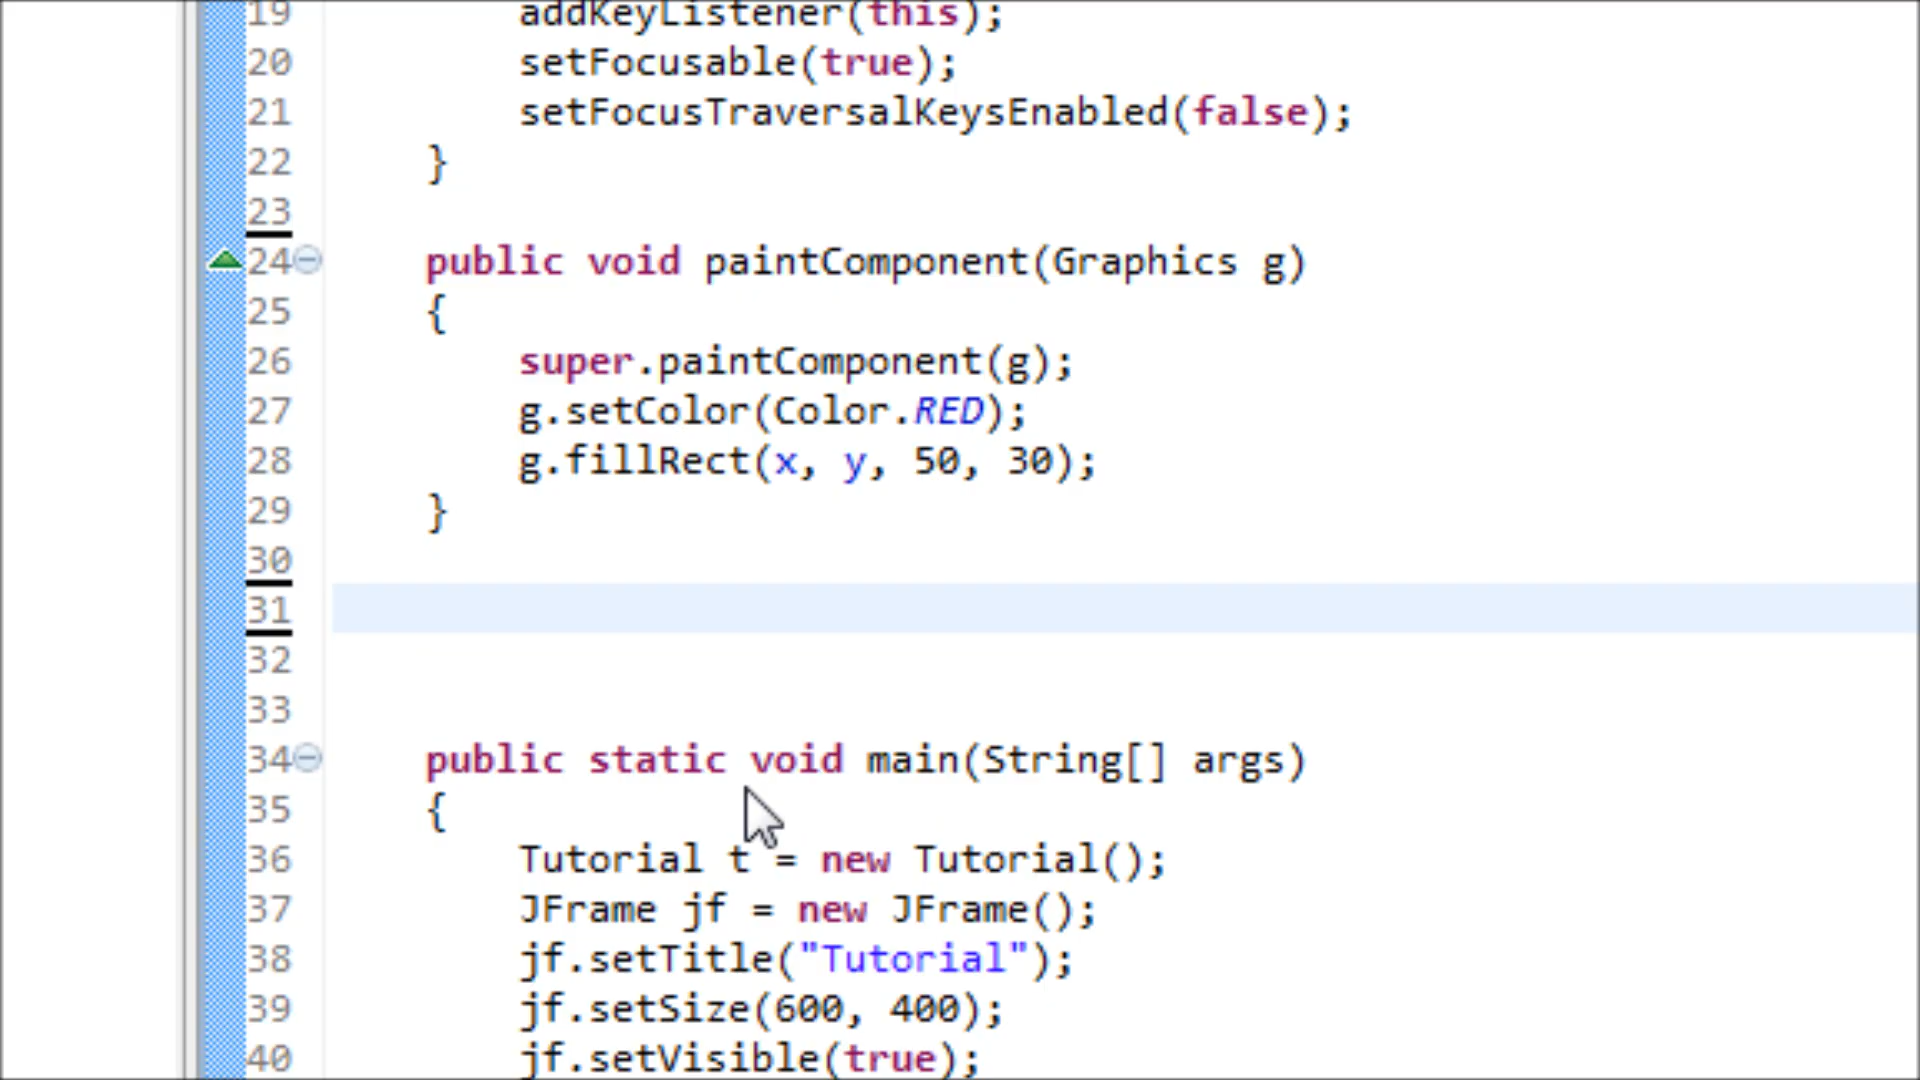 19 addKeyListener(this);
20 setFocusable(true);
21 setFocusTraversalKeysEnabled(false);
22 }
23
24 public void paintComponent(Graphics g)
25 {
26 super.paintComponent(g);
27 g.setColor(Color.RED);
28 g.fillRect(x, y, 50, 30);
29 }
30
31
32
33
34 public static void main(String[] args)
35 {
36 Tutorial t = new Tutorial();
37 JFrame jf = new JFrame();
38 jf.setTitle("Tutorial");
39 jf.setSize(600, 400);
40 jf.setVisible(true);